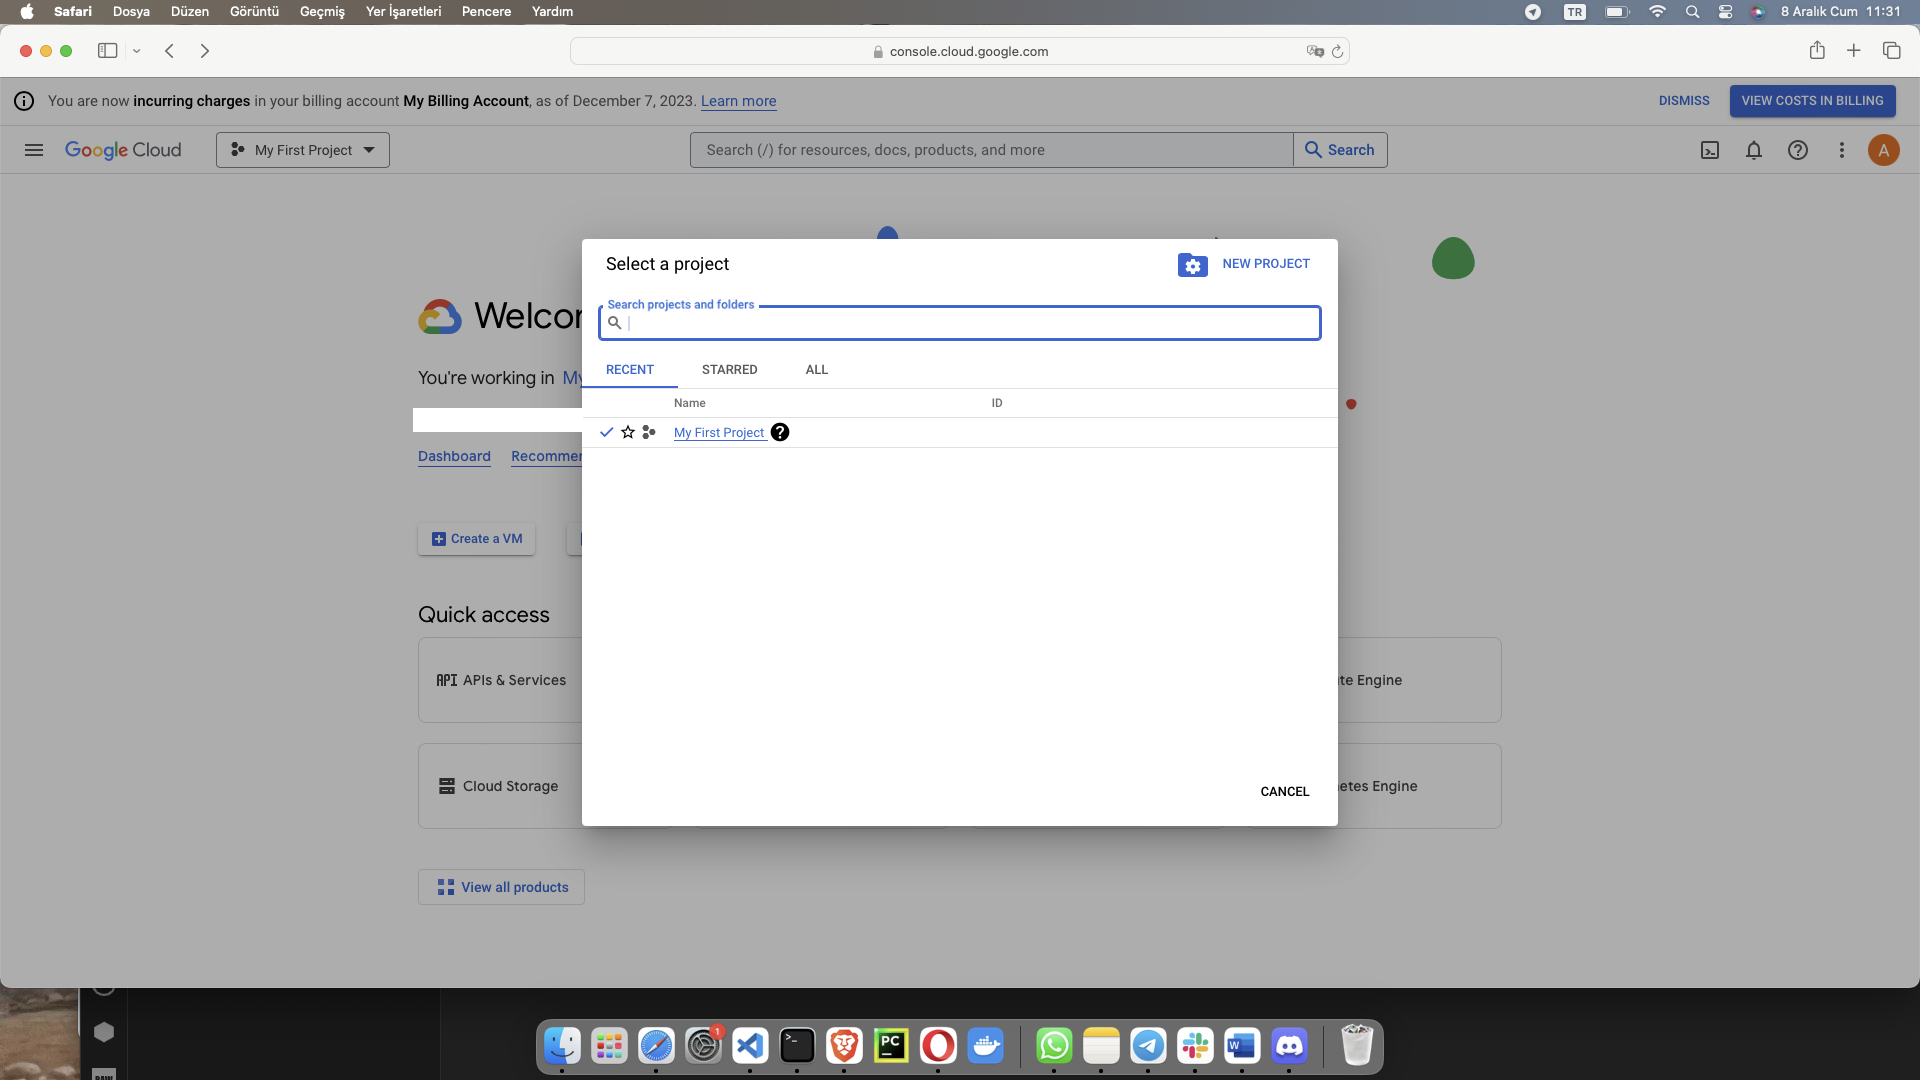 Safari Dosya Düzen Görüntü Geçmiş Yer İşaretleri Pencere Yardım TR 8 Aralık Cum 11:31
console.cloud.google.com
You are now incurring charges in your billing account My Billing Account, as of December 7, 2023. Learn more DISMISS VIEW COSTS IN BILLING
Google Cloud My First Project Search (/) for resources, docs, products, and more Search A
Select a project NEW PROJECT
Search projects and folders
Welcom
You're working in My
RECENT STARRED ALL
Name ID
My First Project
Dashboard Recommen
Create a VM
Quick access
API APIs & Services te Engine
Cloud Storage etes Engine
CANCEL
View all products
1
PC
W